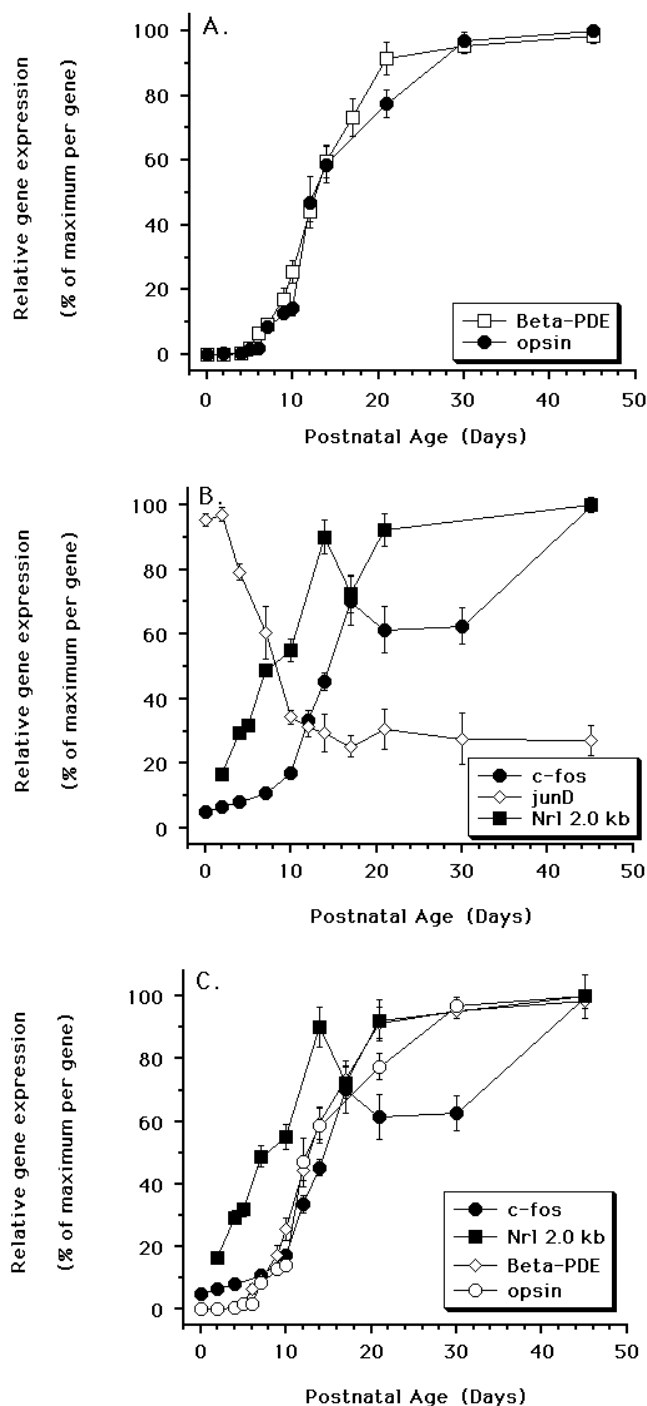 A.
Relative gene expression
(% of maximum per gene)
100
80
60
40
20
0
Beta-PDE
opsin
0 10 20 30 40 50
Postnatal Age (Days)
B.
Relative gene expression
(% of maximum per gene)
100
80
60
40
20
0
c-fos
junD
Nrl 2.0 kb
0 10 20 30 40 50
Postnatal Age (Days)
C.
Relative gene expression
(% of maximum per gene)
100
80
60
40
20
0
c-fos
Nrl 2.0 kb
Beta-PDE
opsin
0 10 20 30 40 50
Postnatal Age (Days)